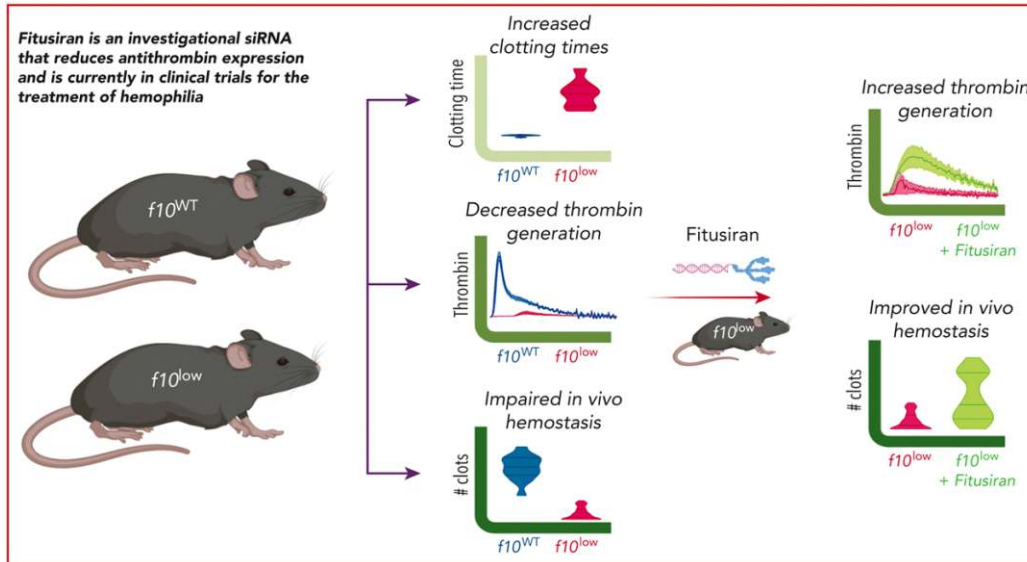 Fitusiran is an investigational siRNA
that reduces antithrombin expression
and is currently in clinical trials for the
treatment of hemophilia
f10WT
f10low
Increased
clotting times
Clotting time
f10WT
f10low
Decreased thrombin
generation
Thrombin
f10WT
f10low
Impaired in vivo
hemostasis
# clots
f10WT
f10low
Fitusiran
f10low
Increased thrombin
generation
Thrombin
f10low
f10low
+ Fitusiran
Improved in vivo
hemostasis
# clots
f10low
f10low
+ Fitusiran